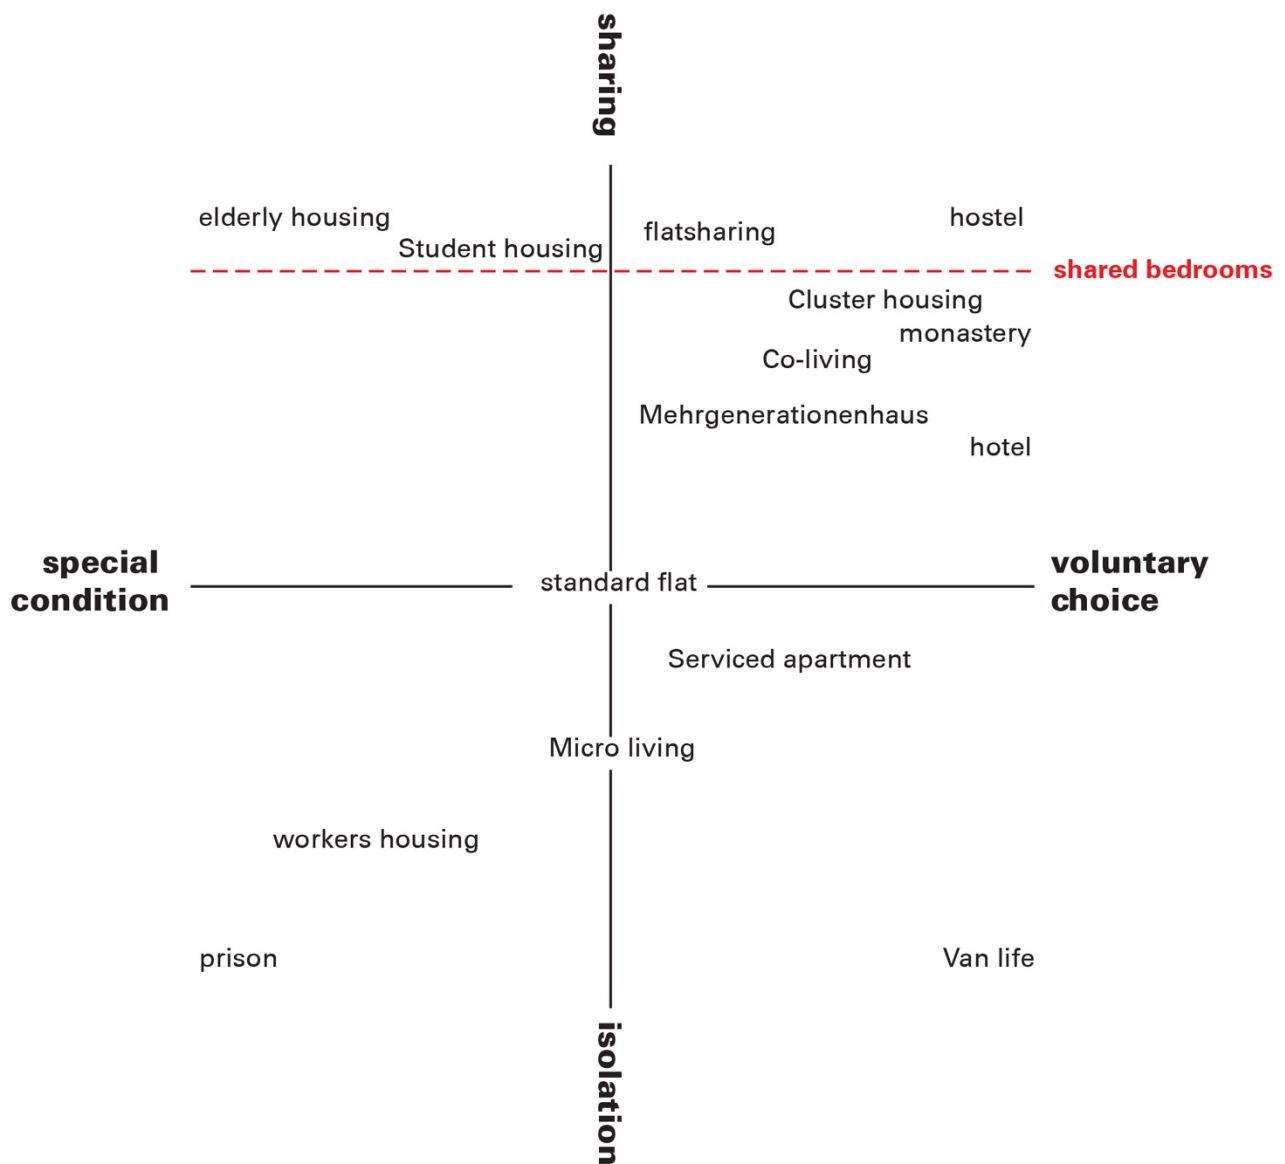 sharing
elderly housing
hostel
flatsharing
Student housing
shared bedrooms
Cluster housing
monastery
Co-living
Mehrgenerationenhaus
hotel
special
condition
standard flat
voluntary
choice
Serviced apartment
Micro living
workers housing
prison
Van life
isolation